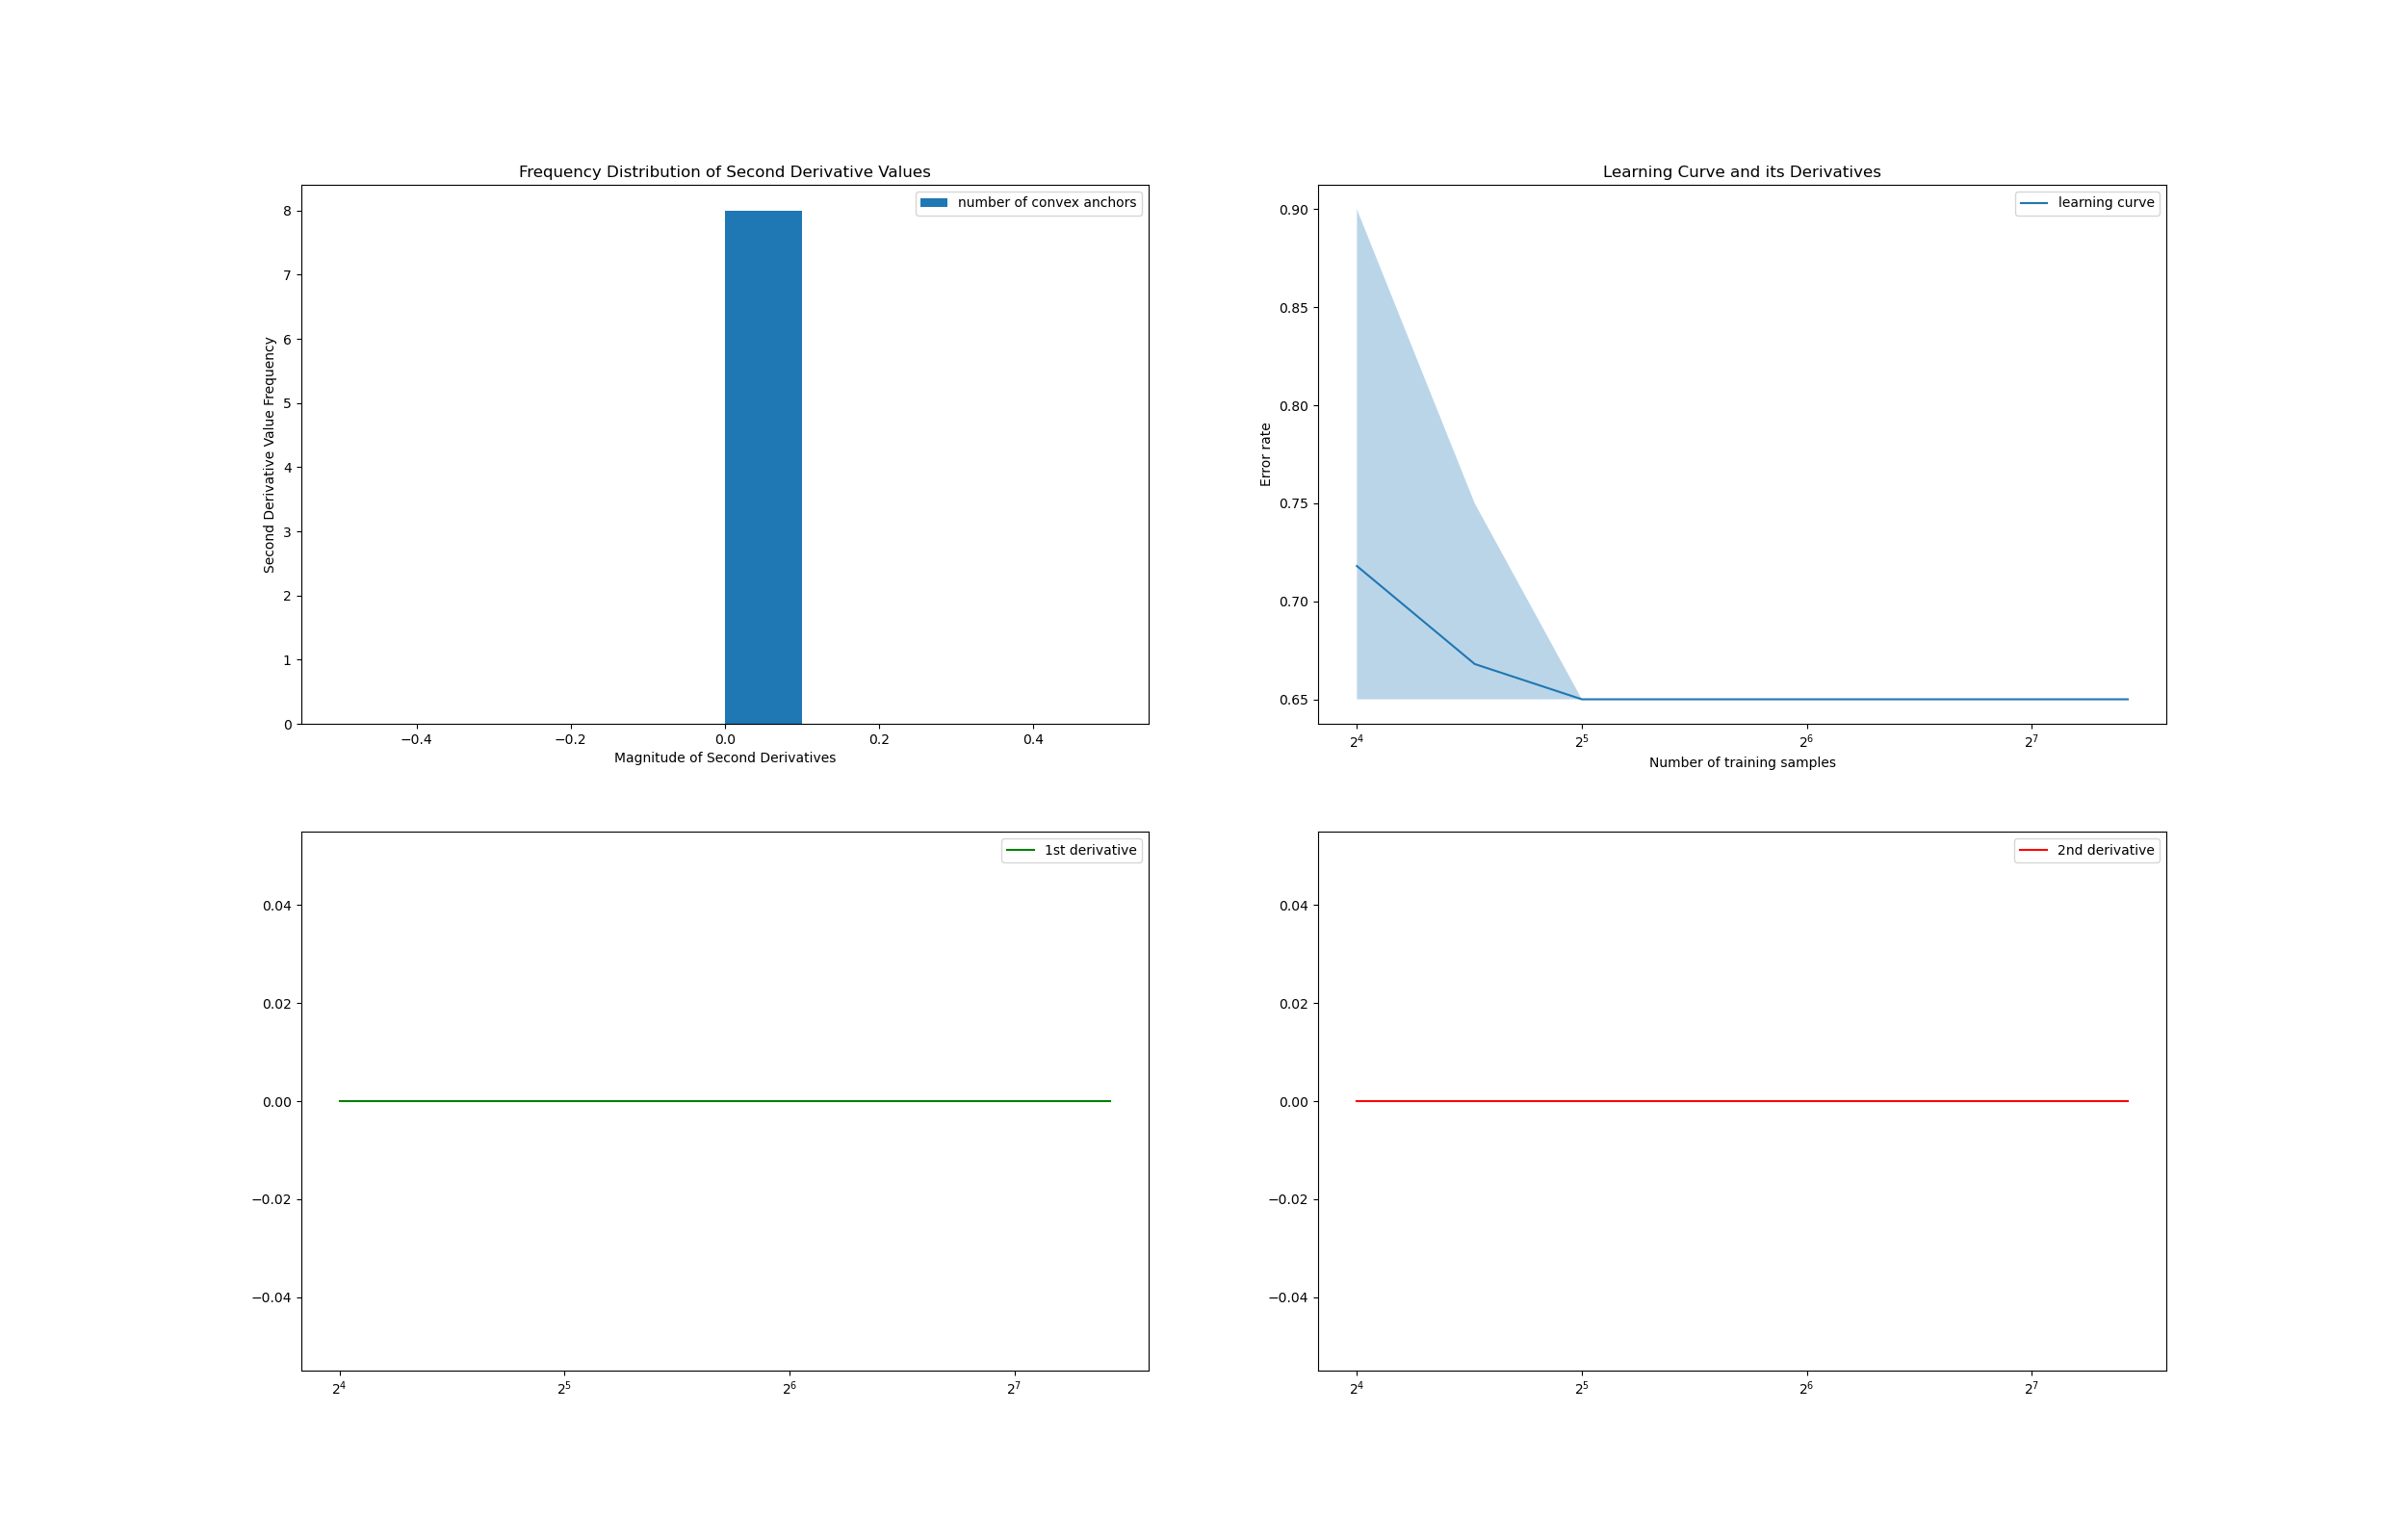 Frequency Distribution of Second Derivative Values
number of convex anchors
Second Derivative Value Frequency
8
7
6
5
4
3
2
1
0
−0.4 −0.2 0.0 0.2 0.4
Magnitude of Second Derivatives
Learning Curve and its Derivatives
learning curve
Error rate
0.90
0.85
0.80
0.75
0.70
0.65
2⁴ 2⁵ 2⁶ 2⁷
Number of training samples
1st derivative
0.04
0.02
0.00
−0.02
−0.04
2⁴ 2⁵ 2⁶ 2⁷
2nd derivative
0.04
0.02
0.00
−0.02
−0.04
2⁴ 2⁵ 2⁶ 2⁷